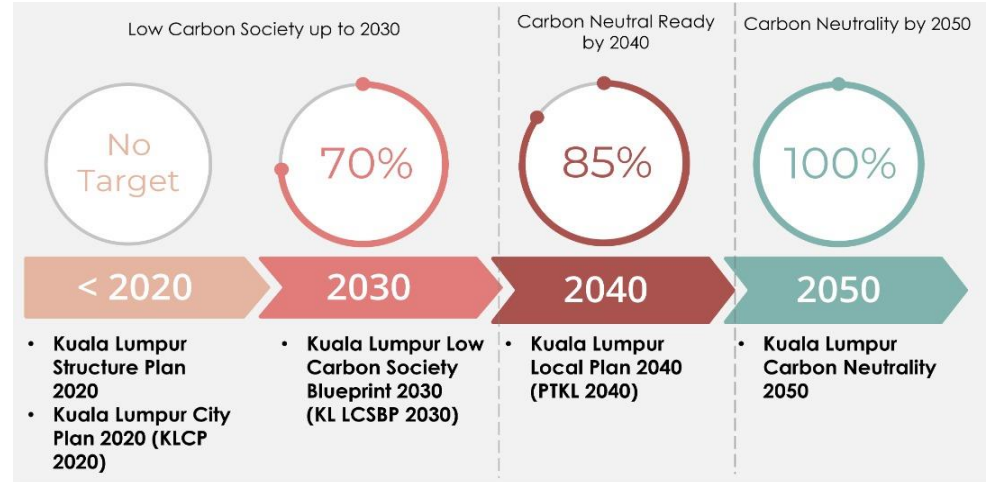 Low Carbon Society up to 2030
Carbon Neutral Ready
by 2040
Carbon Neutrality by 2050
No
Target
70%
85%
100%
< 2020
2030
2040
2050
• Kuala Lumpur
Structure Plan
2020
• Kuala Lumpur City
Plan 2020 (KLCP
2020)
• Kuala Lumpur Low
Carbon Society
Blueprint 2030
(KL LCSBP 2030)
• Kuala Lumpur
Local Plan 2040
(PTKL 2040)
• Kuala Lumpur
Carbon Neutrality
2050